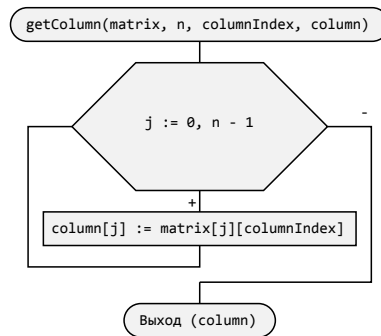 getColumn(matrix, n, columnIndex, column)
j := 0, n - 1
-
+
column[j] := matrix[j][columnIndex]
Выход (column)